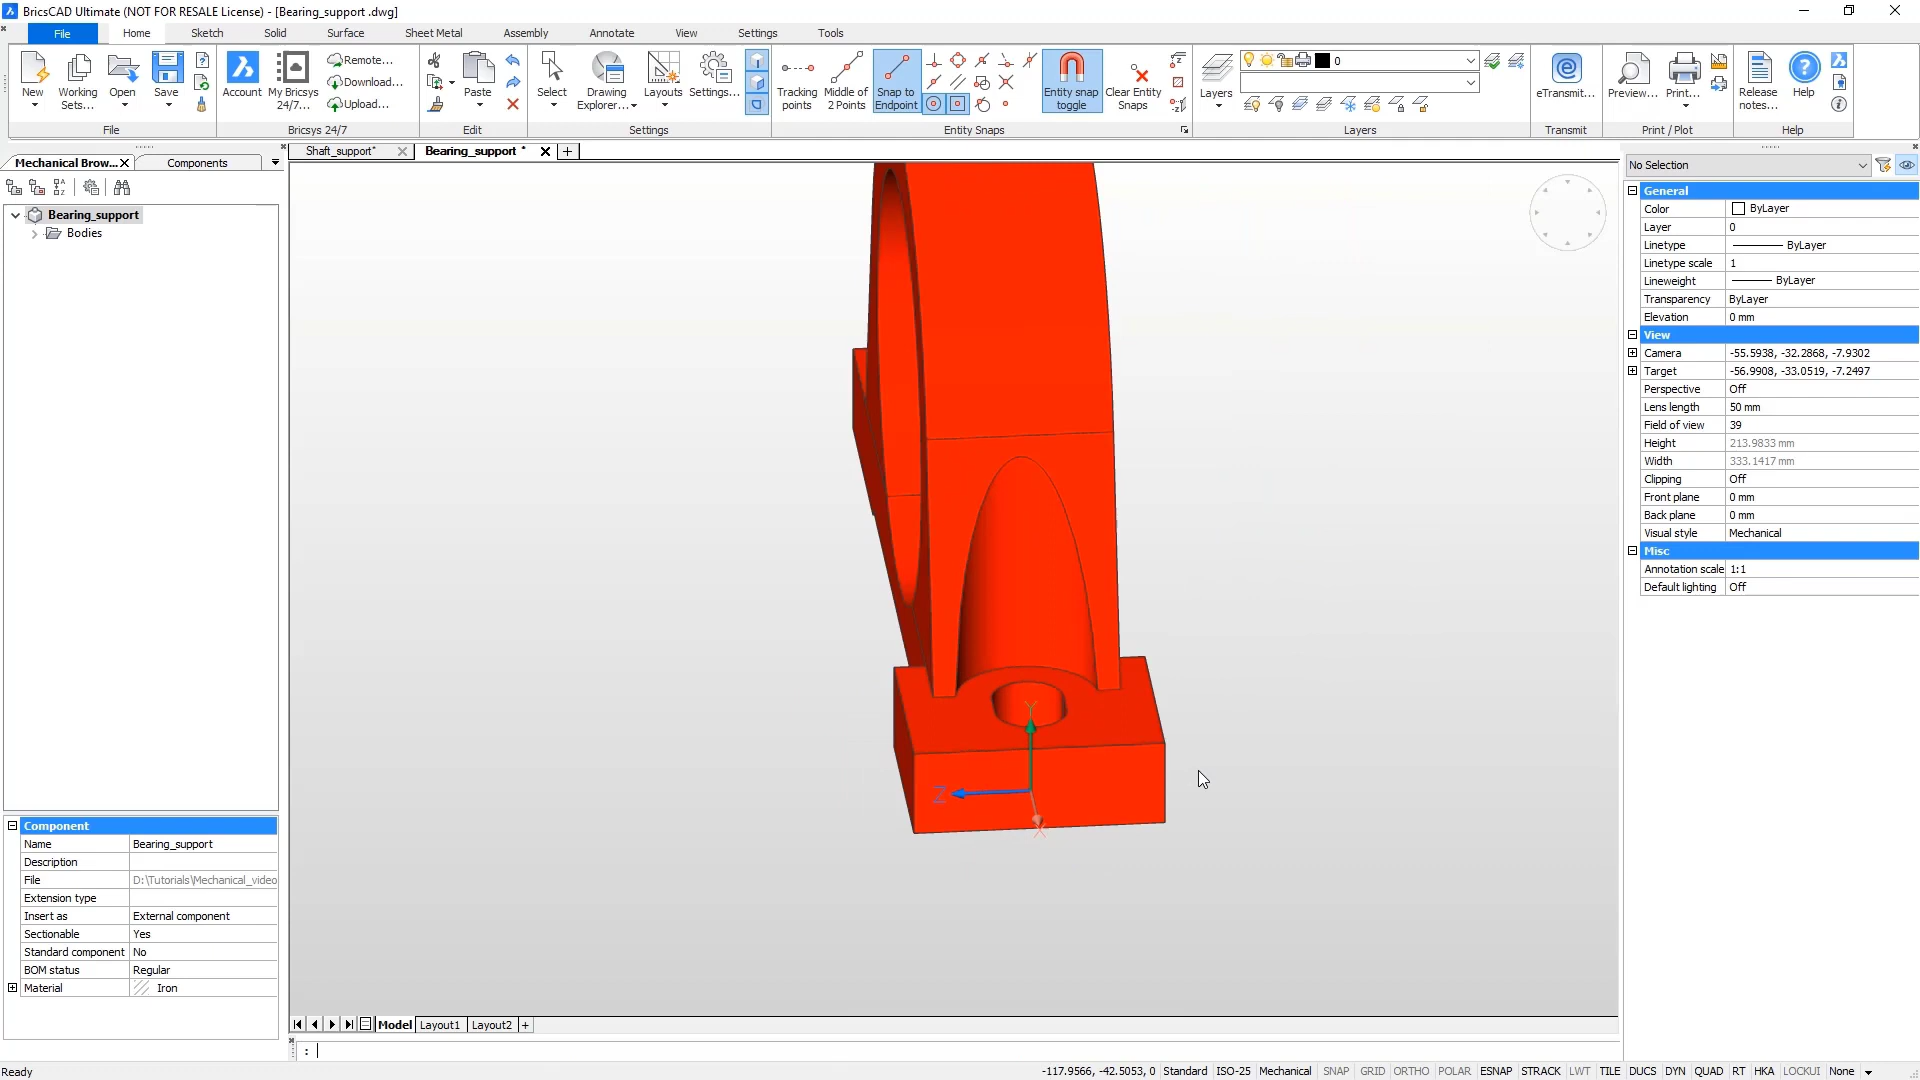 BricsCAD Ultimate (NOT FOR RESALE License) - [Bearing_support .dwg]
File Home Sketch Solid Surface Sheet Metal Assembly Annotate View Settings Tools
New Working Sets... Open Save
File
Account My Bricsys 24/7... Remote... Download... Upload...
Bricsys 24/7
Paste
Edit
Select Drawing Explorer... Layouts Settings...
Settings
Tracking points Middle of 2 Points Snap to Endpoint Entity snap toggle Clear Entity Snaps
Entity Snaps
Layers 0
Layers
eTransmit...
Transmit
Preview... Print...
Print / Plot
Release notes... Help
Help
Mechanical Brow... Components
Shaft_support* Bearing_support *
Bearing_support
Bodies
Y
Z
X
No Selection
General
Color ByLayer
Layer 0
Linetype ByLayer
Linetype scale 1
Lineweight ByLayer
Transparency ByLayer
Elevation 0 mm
View
Camera -55.5938, -32.2868, -7.9302
Target -56.9908, -33.0519, -7.2497
Perspective Off
Lens length 50 mm
Field of view 39
Height 213.9833 mm
Width 333.1417 mm
Clipping Off
Front plane 0 mm
Back plane 0 mm
Visual style Mechanical
Misc
Annotation scale 1:1
Default lighting Off
Component
Name Bearing_support
Description
File D:\Tutorials\Mechanical_video
Extension type
Insert as External component
Sectionable Yes
Standard component No
BOM status Regular
Material Iron
Model Layout1 Layout2 +
:
Ready
-117.9566, -42.5053, 0 Standard ISO-25 Mechanical SNAP GRID ORTHO POLAR ESNAP STRACK LWT TILE DUCS DYN QUAD RT HKA LOCKUI None